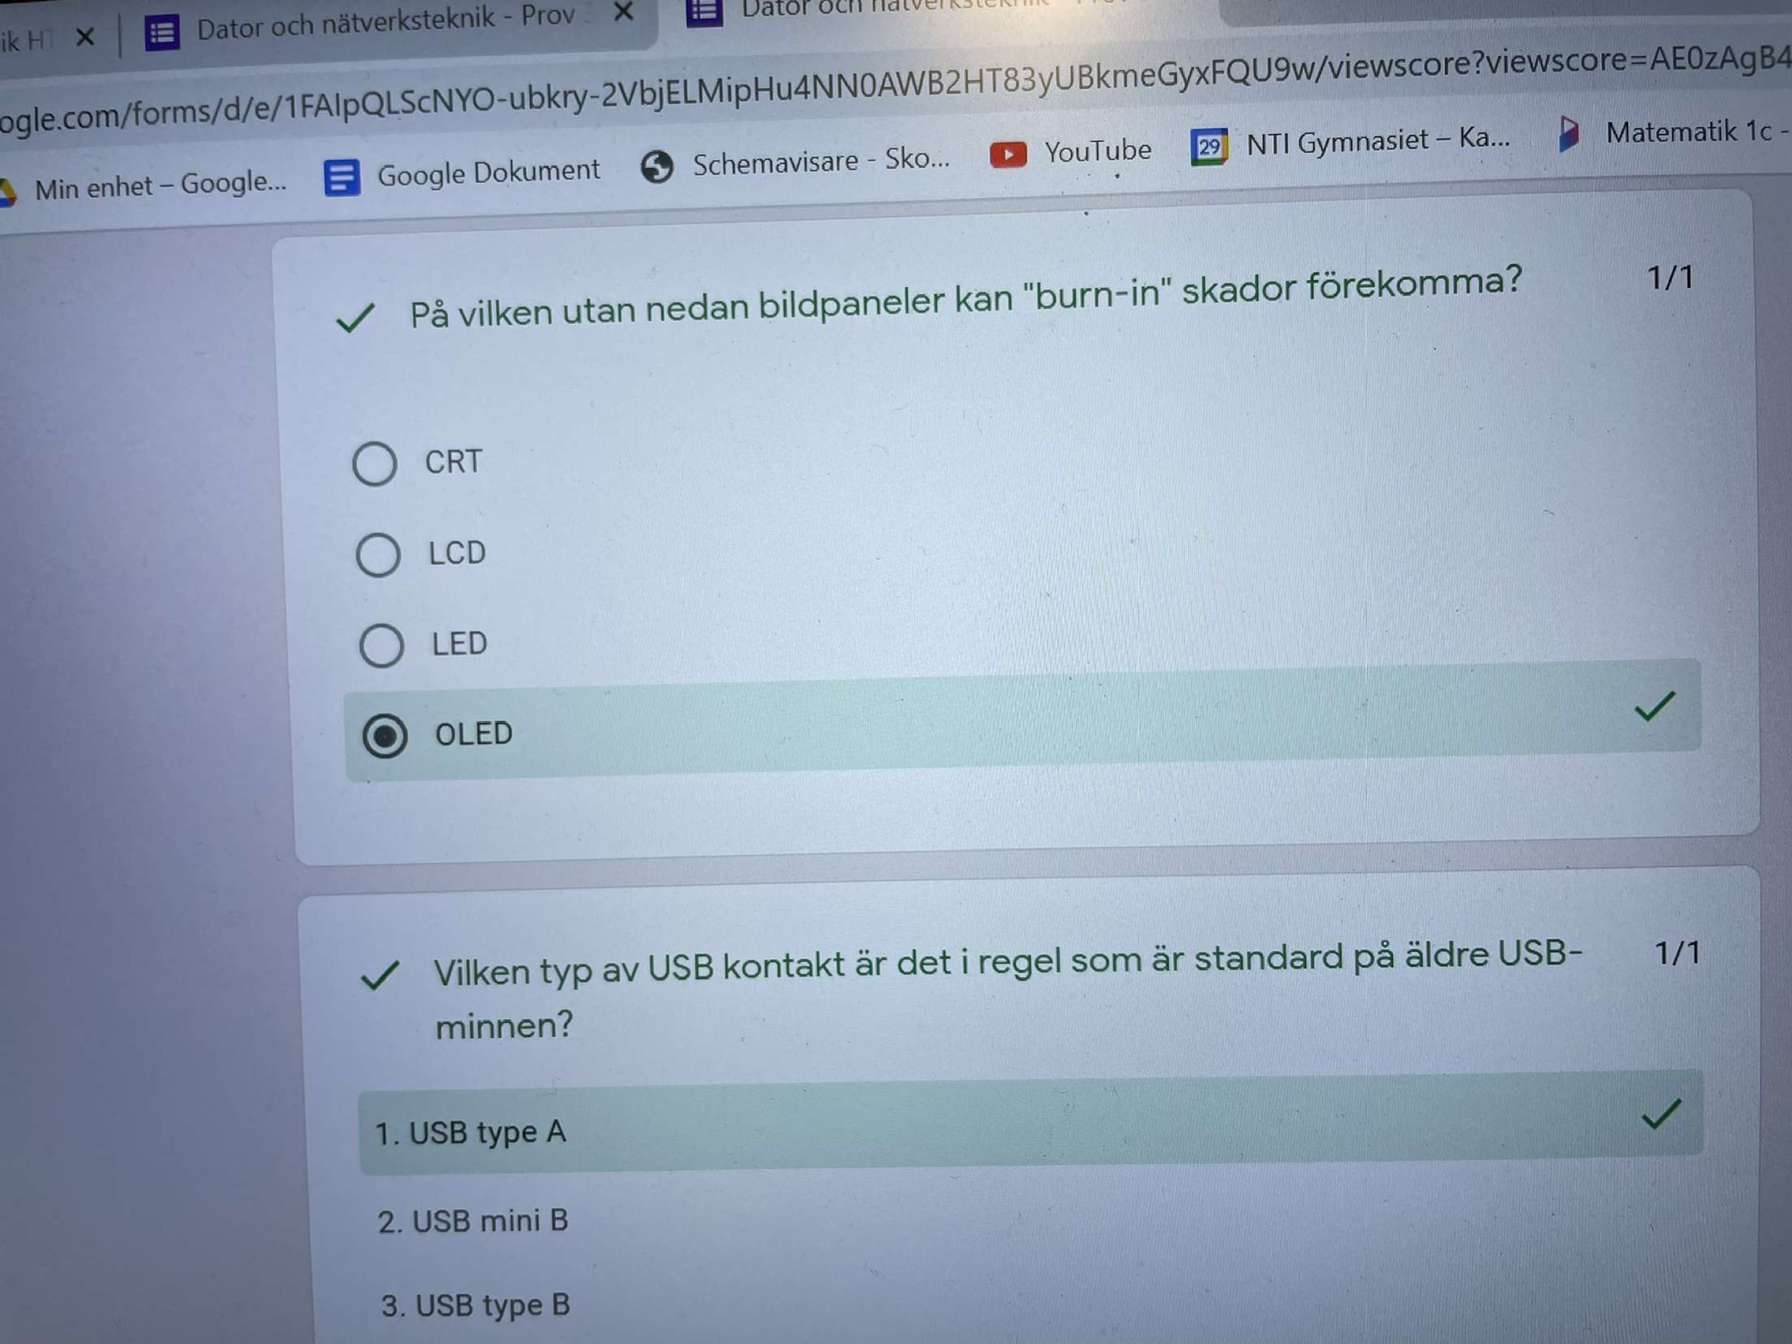 ik H
Dator och nätverksteknik - Prov
Dator och nätverksteknik - Prov
ogle.com/forms/d/e/1FAIpQLScNYO-ubkry-2VbjELMipHu4NN0AWB2HT83yUBkmeGyxFQU9w/viewscore?viewscore=AE0zAgB4
Min enhet – Google...
Google Dokument
Schemavisare - Sko...
YouTube
29
NTI Gymnasiet – Ka...
Matematik 1c -
På vilken utan nedan bildpaneler kan "burn-in" skador förekomma?
1/1
CRT
LCD
LED
OLED
Vilken typ av USB kontakt är det i regel som är standard på äldre USB-
minnen?
1/1
1. USB type A
2. USB mini B
3. USB type B